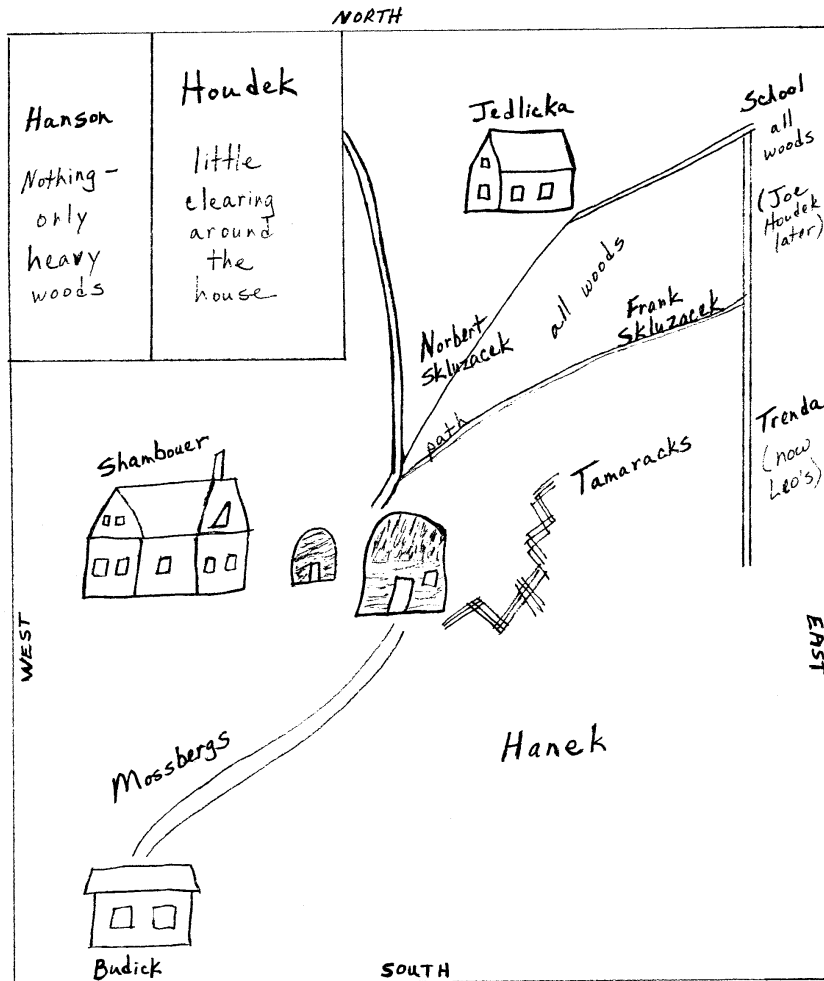 NORTH
Hanson
Nothing -
only
heavy
woods
Houdek
little
clearing
around
the
house
Jedlicka
School
all
woods
(Joe
Houdek
later)
all woods
Norbert
Skluzacek
Frank
Skluzacek
path
Trenda
(now
Leo's)
Shambouer
Tamaracks
WEST
EAST
Mossbergs
Hanek
Budick
SOUTH